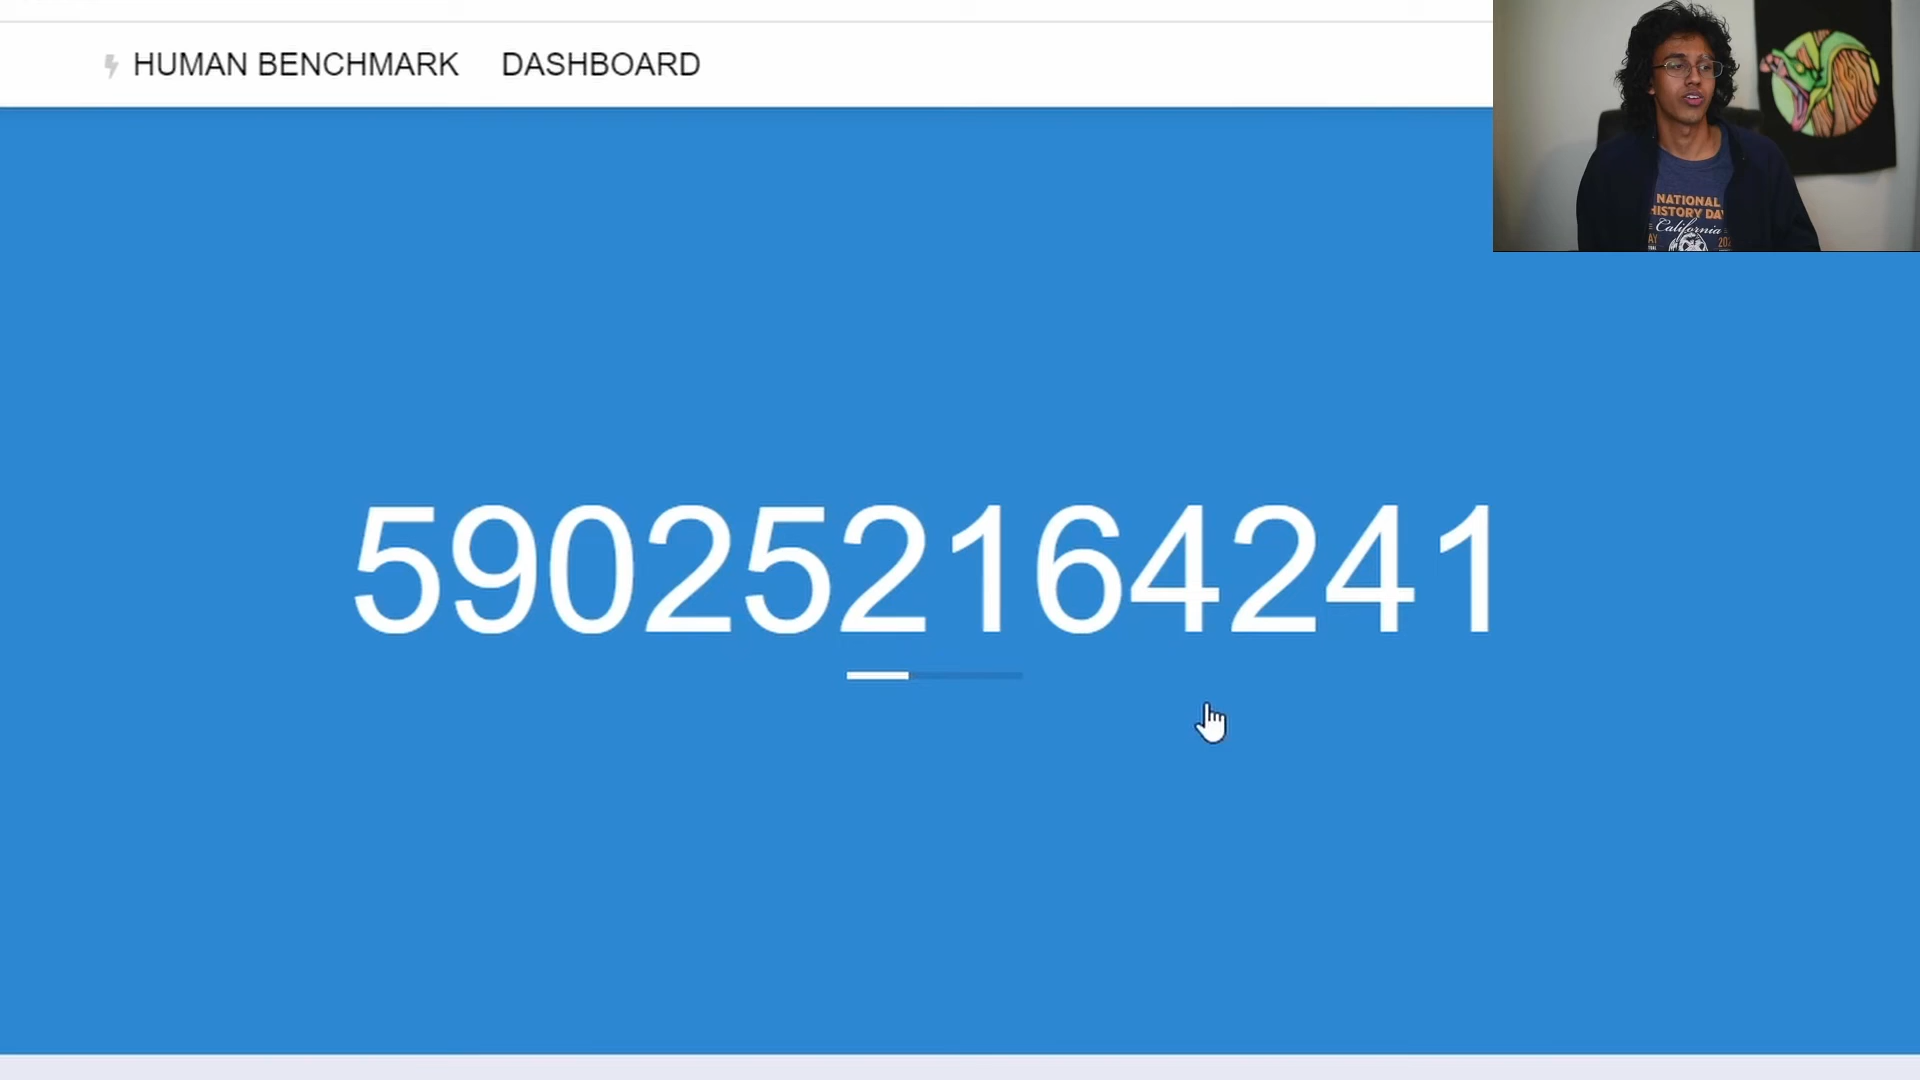 HUMAN BENCHMARK DASHBOARD
NATIONAL
HISTORY DAY
California
590252164241